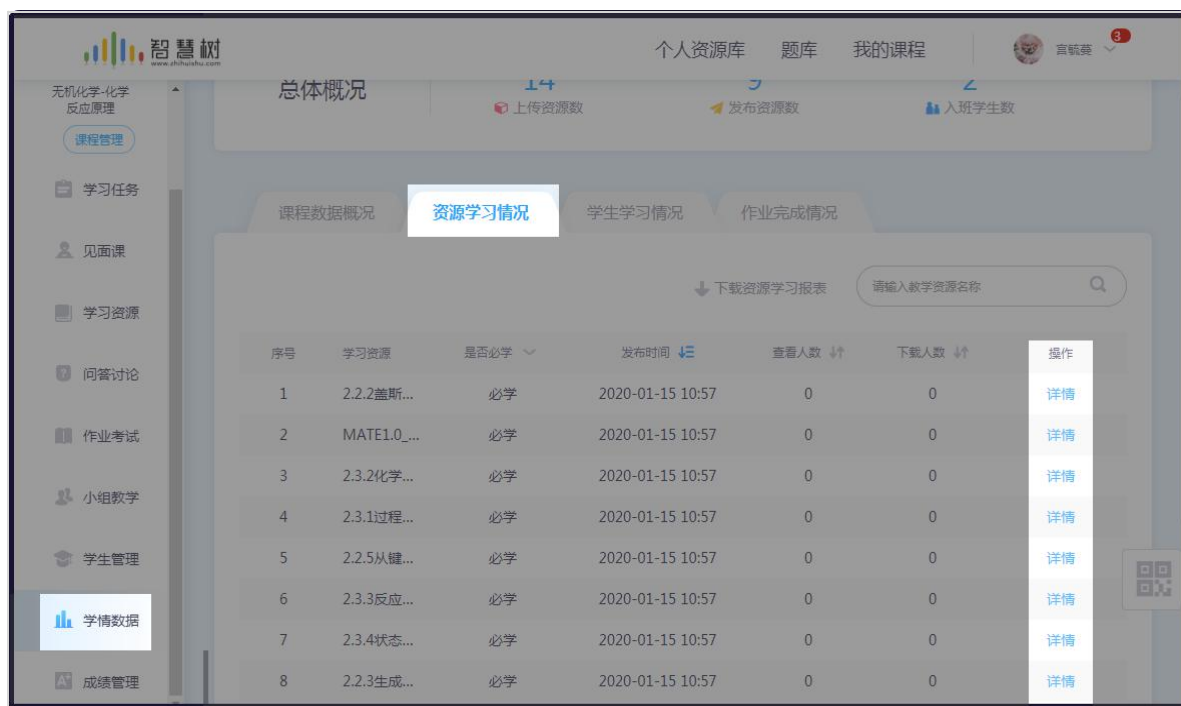 智慧树
www.zhihuishu.com
个人资源库 题库 我的课程 言毓葵 3
无机化学-化学
反应原理
课程管理
学习任务
见面课
学习资源
问答讨论
作业考试
小组教学
学生管理
学情数据
成绩管理
总体概况
14 9 2
上传资源数 发布资源数 入班学生数
课程数据概况 资源学习情况 学生学习情况 作业完成情况
下载资源学习报表 请输入教学资源名称
序号 学习资源 是否必学 发布时间 查看人数 下载人数 操作
1 2.2.2盖斯... 必学 2020-01-15 10:57 0 0 详情
2 MATE1.0_... 必学 2020-01-15 10:57 0 0 详情
3 2.3.2化学... 必学 2020-01-15 10:57 0 0 详情
4 2.3.1过程... 必学 2020-01-15 10:57 0 0 详情
5 2.2.5从键... 必学 2020-01-15 10:57 0 0 详情
6 2.3.3反应... 必学 2020-01-15 10:57 0 0 详情
7 2.3.4状态... 必学 2020-01-15 10:57 0 0 详情
8 2.2.3生成... 必学 2020-01-15 10:57 0 0 详情